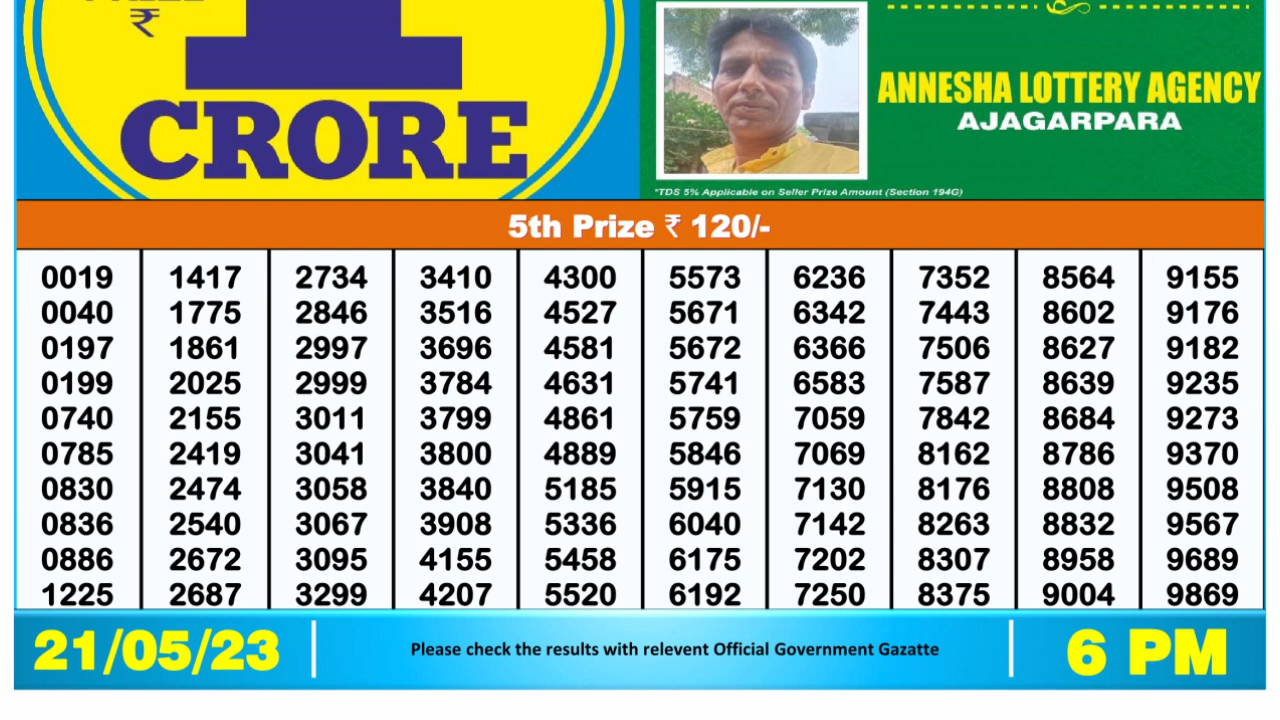 ₹
1
CRORE
ANNESHA LOTTERY AGENCY
AJAGARPARA
*TDS 5% Applicable on Seller Prize Amount (Section 194G)
5th Prize ₹ 120/-
0019 1417 2734 3410 4300 5573 6236 7352 8564 9155
0040 1775 2846 3516 4527 5671 6342 7443 8602 9176
0197 1861 2997 3696 4581 5672 6366 7506 8627 9182
0199 2025 2999 3784 4631 5741 6583 7587 8639 9235
0740 2155 3011 3799 4861 5759 7059 7842 8684 9273
0785 2419 3041 3800 4889 5846 7069 8162 8786 9370
0830 2474 3058 3840 5185 5915 7130 8176 8808 9508
0836 2540 3067 3908 5336 6040 7142 8263 8832 9567
0886 2672 3095 4155 5458 6175 7202 8307 8958 9689
1225 2687 3299 4207 5520 6192 7250 8375 9004 9869
21/05/23
Please check the results with relevent Official Government Gazatte
6 PM